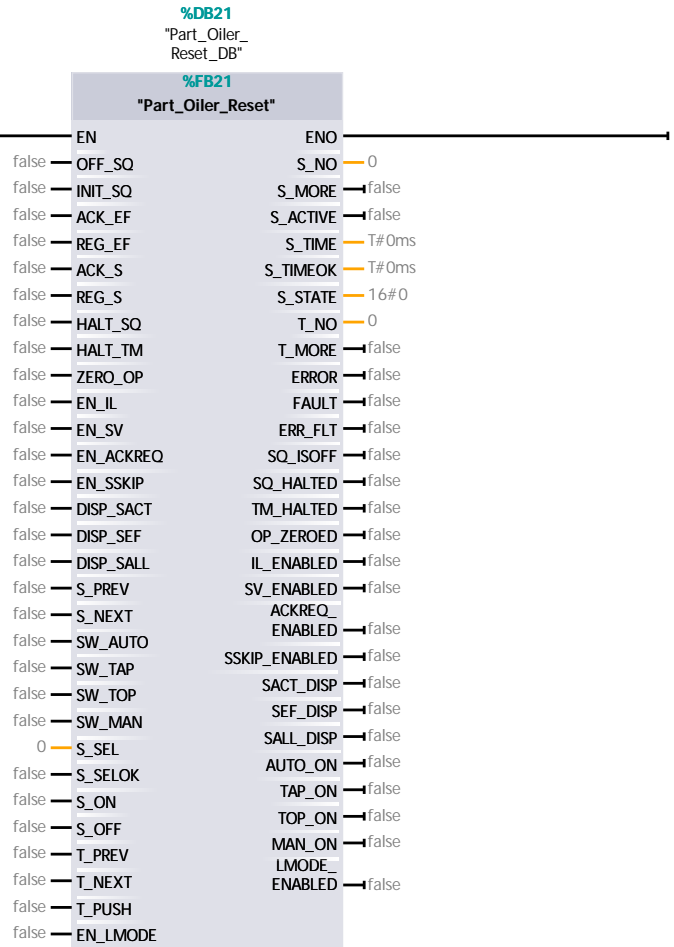 %DB21
"Part_Oiler_
Reset_DB"
%FB21
"Part_Oiler_Reset"
EN ENO
false OFF_SQ S_NO 0
false INIT_SQ S_MORE false
false ACK_EF S_ACTIVE false
false REG_EF S_TIME T#0ms
false ACK_S S_TIMEOK T#0ms
false REG_S S_STATE 16#0
false HALT_SQ T_NO 0
false HALT_TM T_MORE false
false ZERO_OP ERROR false
false EN_IL FAULT false
false EN_SV ERR_FLT false
false EN_ACKREQ SQ_ISOFF false
false EN_SSKIP SQ_HALTED false
false DISP_SACT TM_HALTED false
false DISP_SEF OP_ZEROED false
false DISP_SALL IL_ENABLED false
false S_PREV SV_ENABLED false
false S_NEXT ACKREQ_
ENABLED false
false SW_AUTO
false SW_TAP SSKIP_ENABLED false
false SW_TOP SACT_DISP false
false SW_MAN SEF_DISP false
0 S_SEL SALL_DISP false
false S_SELOK AUTO_ON false
false S_ON TAP_ON false
false S_OFF TOP_ON false
false T_PREV MAN_ON false
false T_NEXT LMODE_
ENABLED false
false T_PUSH
false EN_LMODE